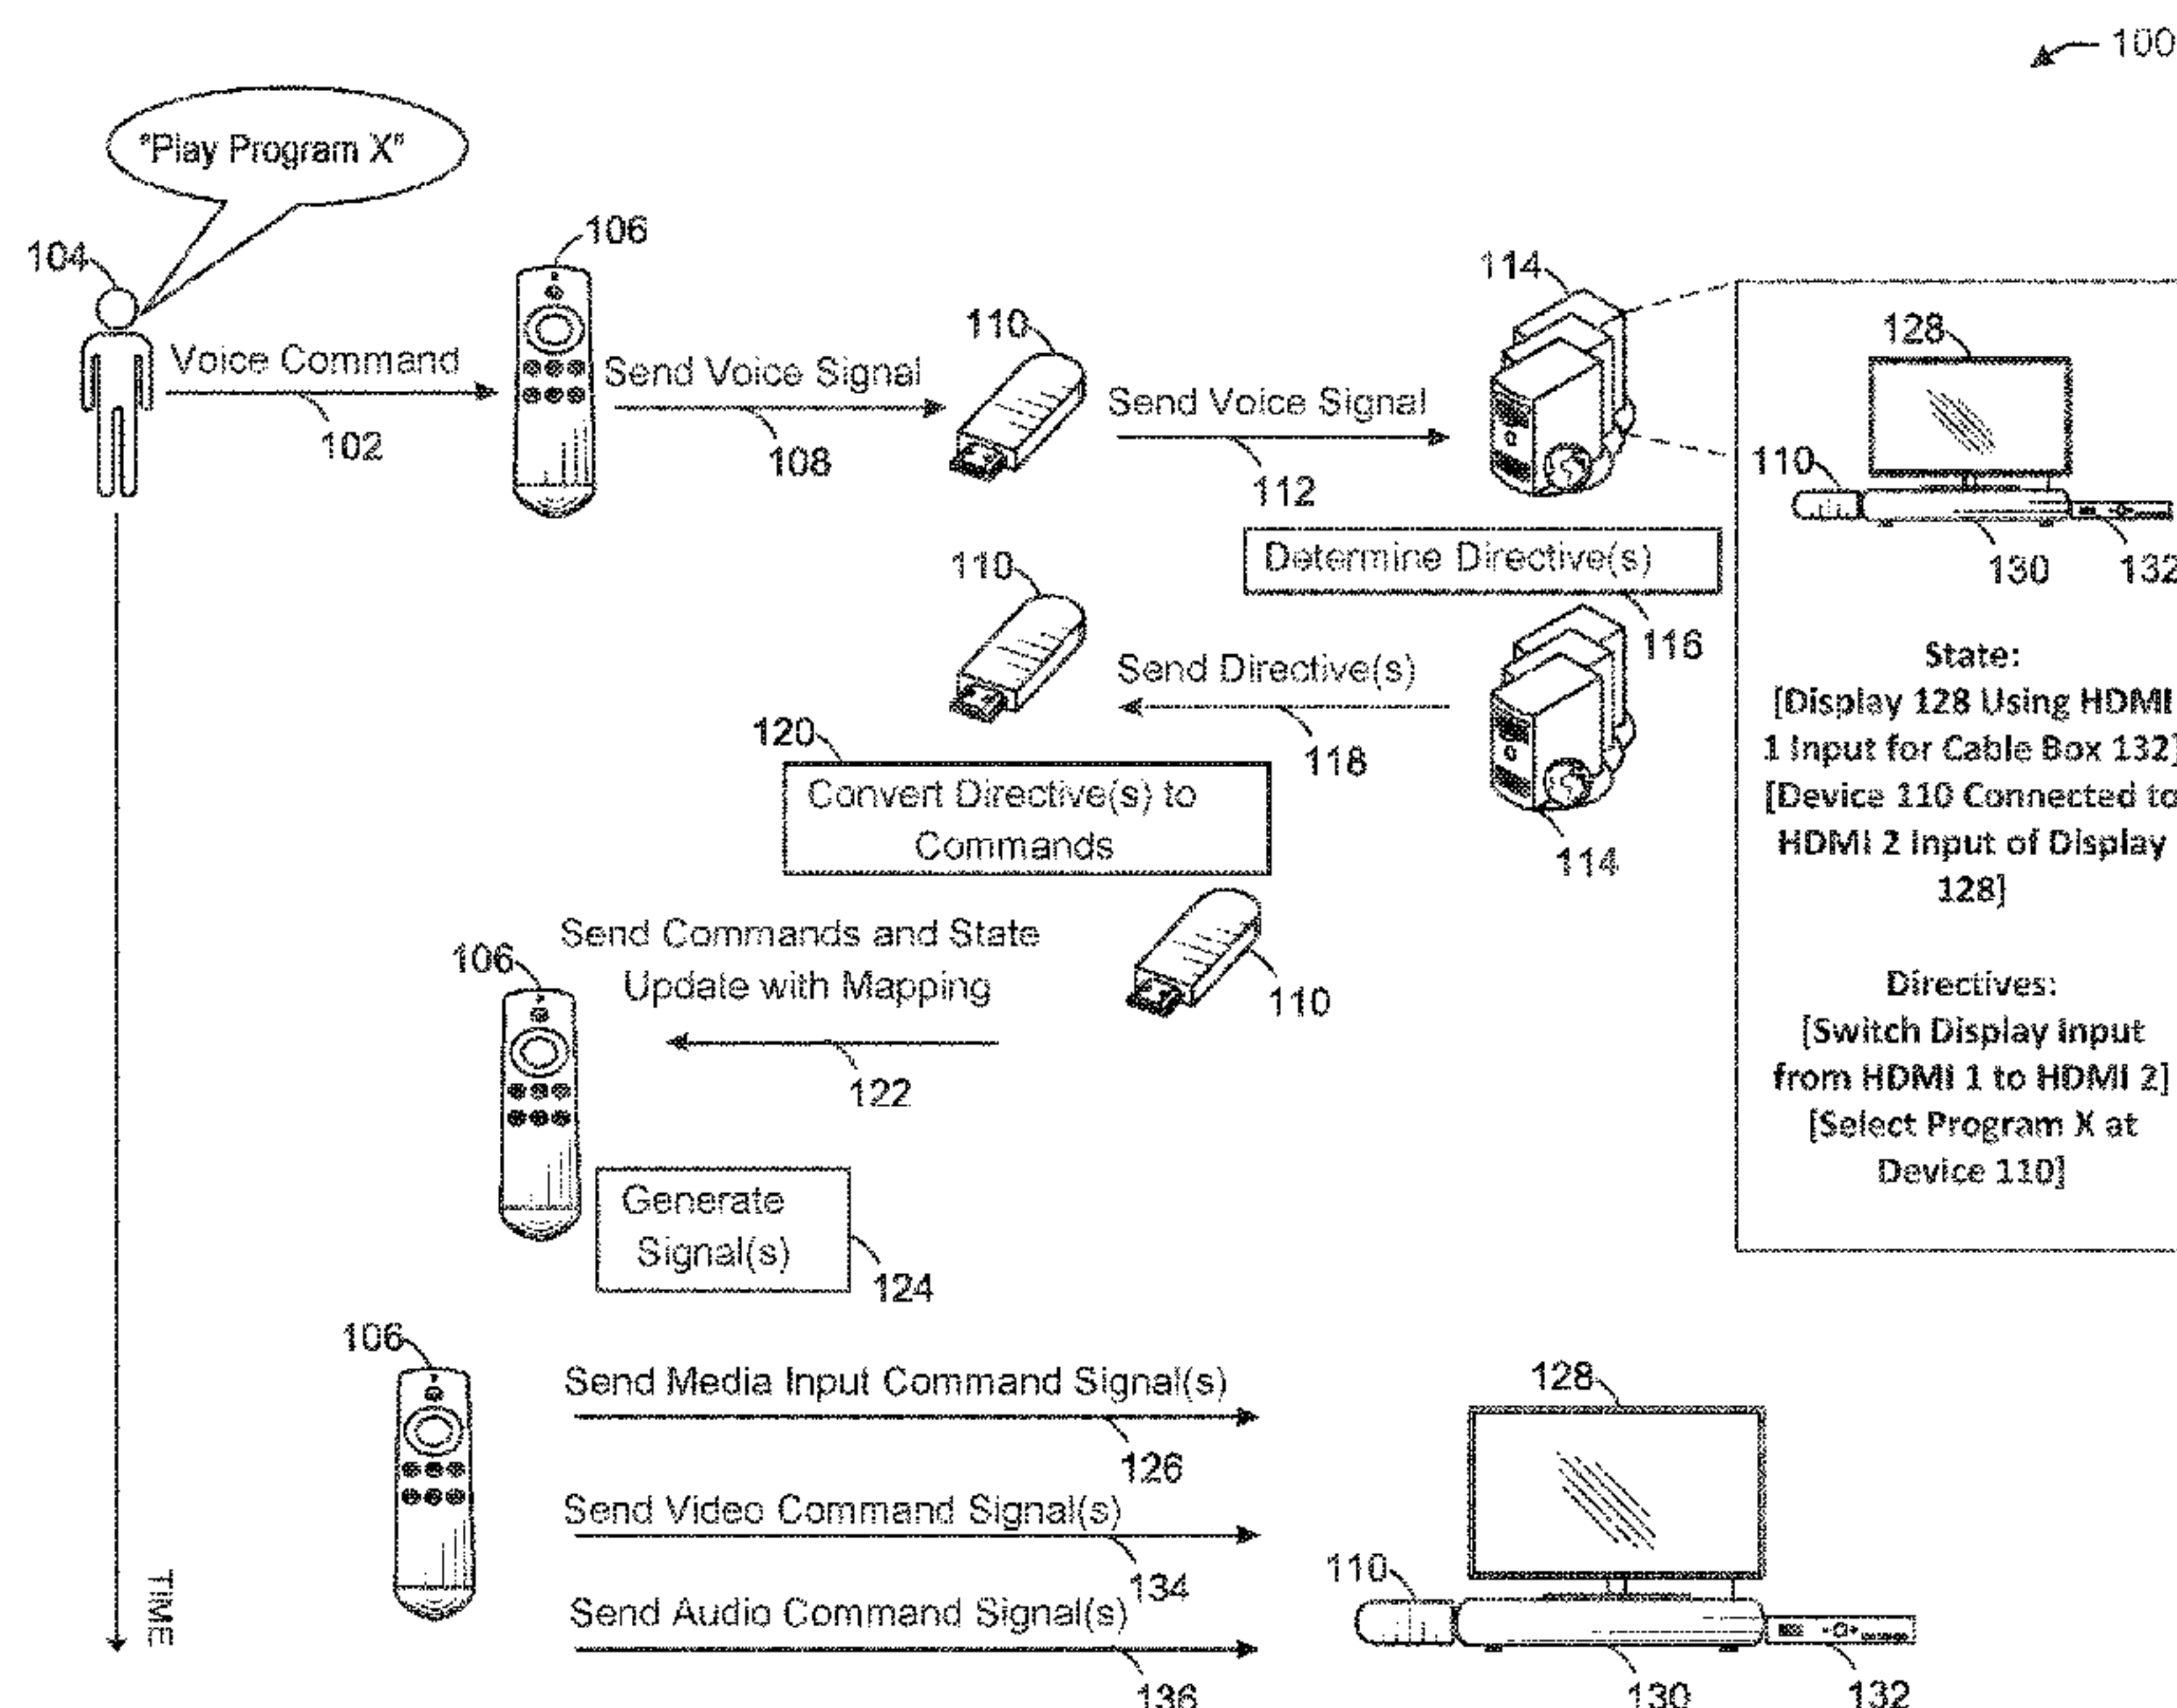 100
"Play Program X"
104
106
Voice Command
102
Send Voice Signal
108
110
Send Voice Signal
112
114
128
110
130
132
Determine Directive(s)
116
110
Send Directive(s)
118
114
State:
[Display 128 Using HDMI
1 Input for Cable Box 132]
[Device 110 Connected to
HDMI 2 Input of Display
128]
Directives:
[Switch Display Input
from HDMI 1 to HDMI 2]
[Select Program X at
Device 110]
120
Convert Directive(s) to
Commands
106
Send Commands and State
Update with Mapping
122
110
Generate
Signal(s)
124
106
Send Media Input Command Signal(s)
126
Send Video Command Signal(s)
134
Send Audio Command Signal(s)
136
128
110
130
132
TIME